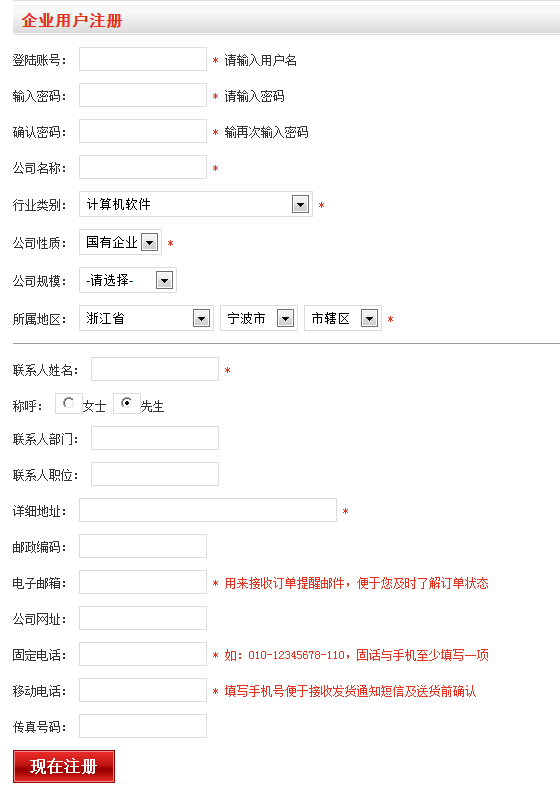 企业用户注册
登陆账号： * 请输入用户名
输入密码： * 请输入密码
确认密码： * 输再次输入密码
公司名称： *
行业类别： 计算机软件 *
公司性质： 国有企业 *
公司规模： -请选择-
所属地区： 浙江省 宁波市 市辖区 *
联系人姓名： *
称呼： 女士 先生
联系人部门：
联系人职位：
详细地址： *
邮政编码：
电子邮箱： * 用来接收订单提醒邮件，便于您及时了解订单状态
公司网址：
固定电话： * 如：010-12345678-110，固话与手机至少填写一项
移动电话： * 填写手机号便于接收发货通知短信及送货前确认
传真号码：
现在注册